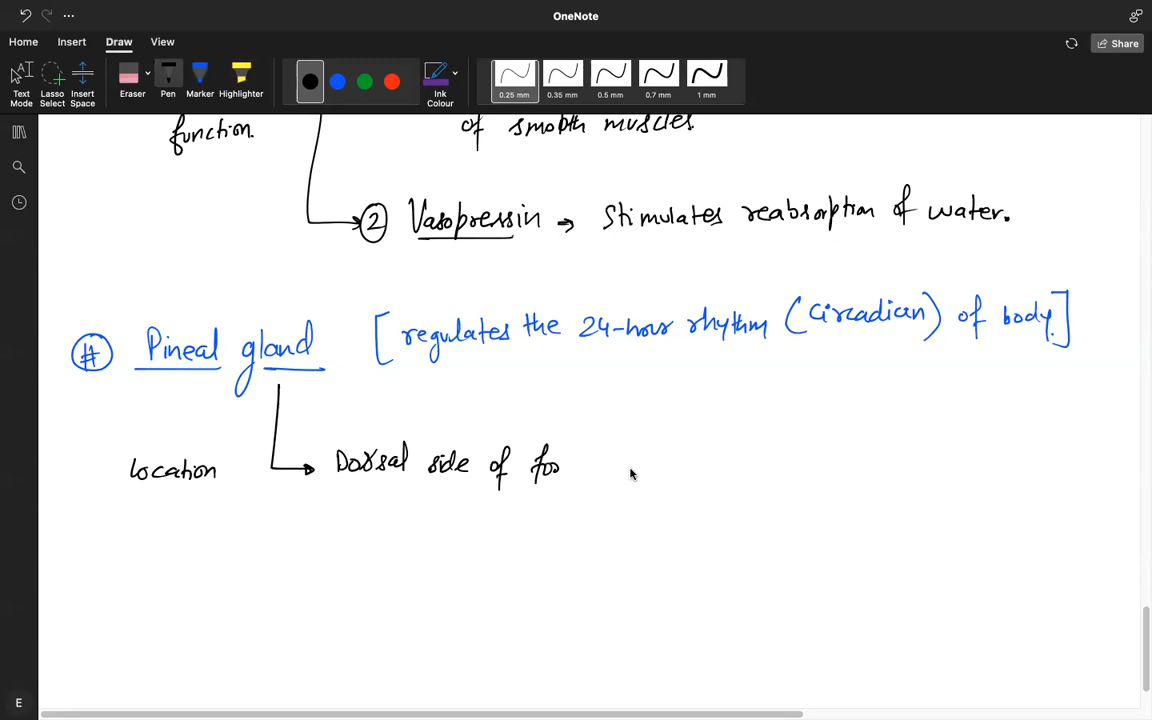 OneNote
Home Insert Draw View
Share
Text Mode
Lasso Select
Insert Space
Eraser
Pen
Marker
Highlighter
Ink Colour
0.25 mm 0.35 mm 0.5 mm 0.7 mm 1 mm
function. of smooth muscles.
2 Vasopressin → Stimulates reabsorption of water.
# Pineal gland [regulates the 24-hour rhythm (circadian) of body.]
location → Dorsal side of foo
E